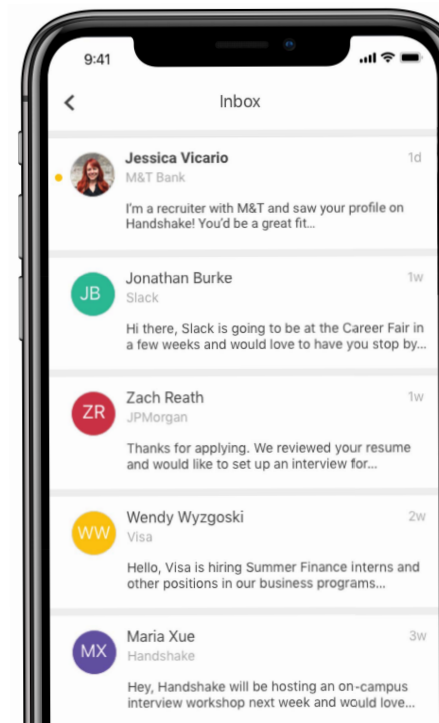 9:41
Inbox
Jessica Vicario
1d
M&T Bank
I'm a recruiter with M&T and saw your profile on
Handshake! You'd be a great fit...
JB
Jonathan Burke
1w
Slack
Hi there, Slack is going to be at the Career Fair in
a few weeks and would love to have you stop by...
ZR
Zach Reath
1w
JPMorgan
Thanks for applying. We reviewed your resume
and would like to set up an interview for...
WW
Wendy Wyzgoski
2w
Visa
Hello, Visa is hiring Summer Finance interns and
other positions in our business programs...
MX
Maria Xue
3w
Handshake
Hey, Handshake will be hosting an on-campus
interview workshop next week and would love...